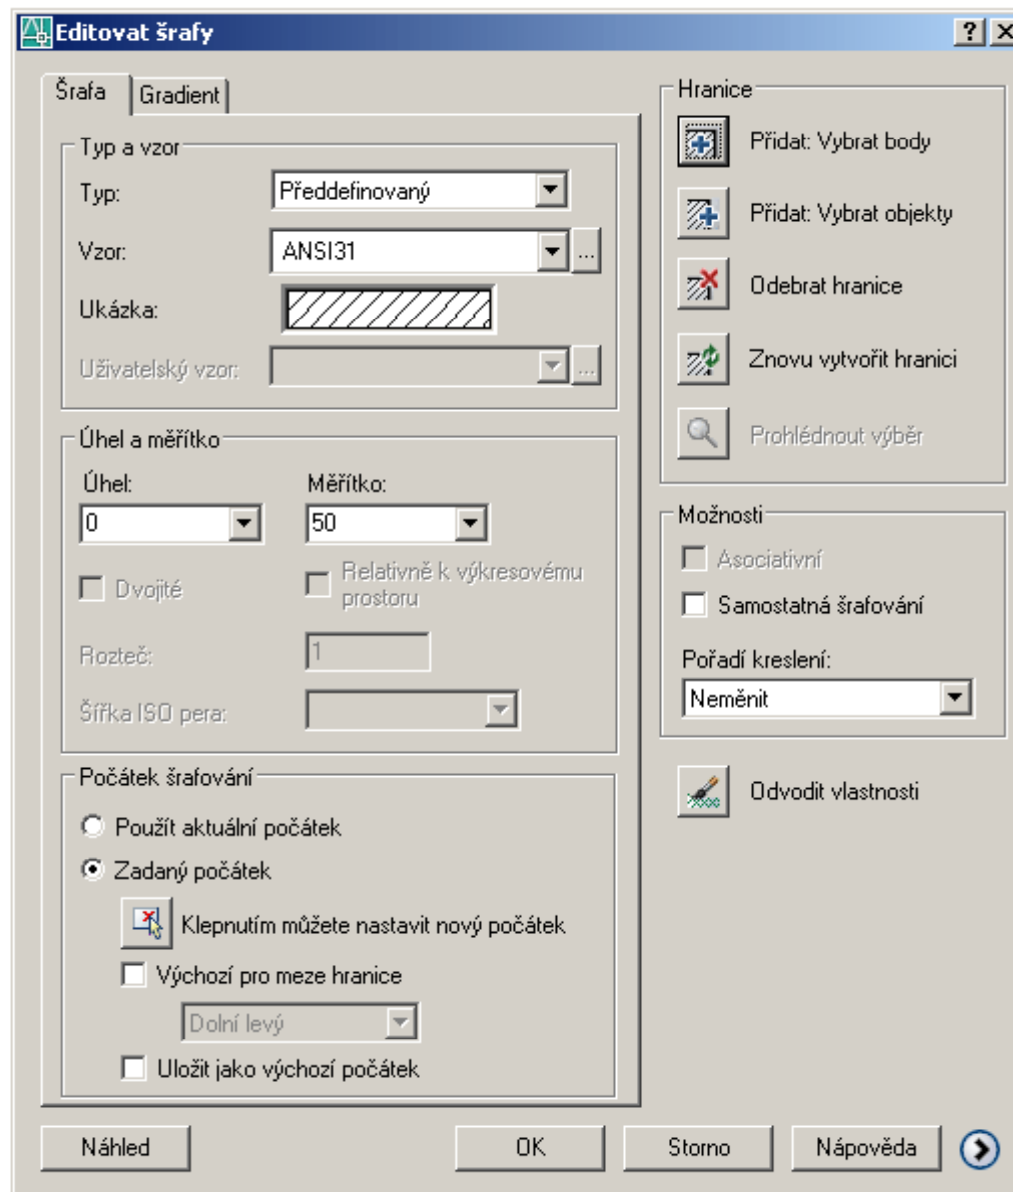 Editovat šrafy
Šrafa
Gradient
Typ a vzor
Typ:
Předdefinovaný
Vzor:
ANSI31
...
Ukázka:
Uživatelský vzor:
...
Úhel a měřítko
Úhel:
Měřítko:
0
50
Dvojité
Relativně k výkresovému
prostoru
Rozteč:
1
Šířka ISO pera:
Počátek šrafování
Použít aktuální počátek
Zadaný počátek
Klepnutím můžete nastavit nový počátek
Výchozí pro meze hranice
Dolní levý
Uložit jako výchozí počátek
Hranice
Přidat: Vybrat body
Přidat: Vybrat objekty
Odebrat hranice
Znovu vytvořit hranici
Prohlédnout výběr
Možnosti
Asociativní
Samostatná šrafování
Pořadí kreslení:
Neměnit
Odvodit vlastnosti
Náhled
OK
Storno
Nápověda